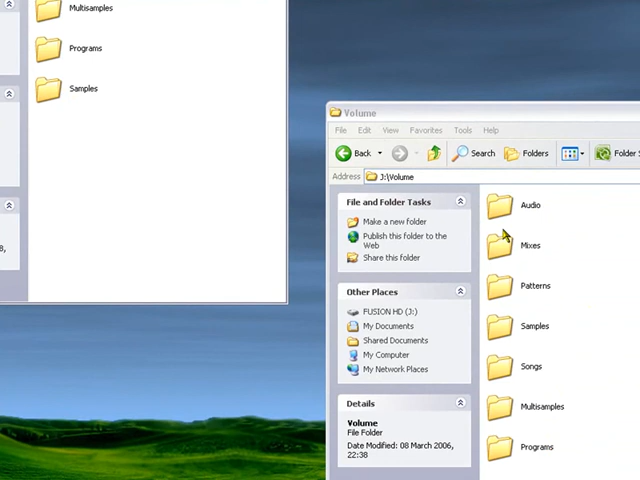 Multisamples
Programs
Samples
Volume
File Edit View Favorites Tools Help
Back Search Folders Folder
Address J:\Volume
File and Folder Tasks
Make a new folder
Publish this folder to the
Web
Share this folder
Other Places
FUSION HD (J:)
My Documents
Shared Documents
My Computer
My Network Places
Details
Volume
File Folder
Date Modified: 08 March 2006,
22:38
Audio
Mixes
Patterns
Samples
Songs
Multisamples
Programs
8,